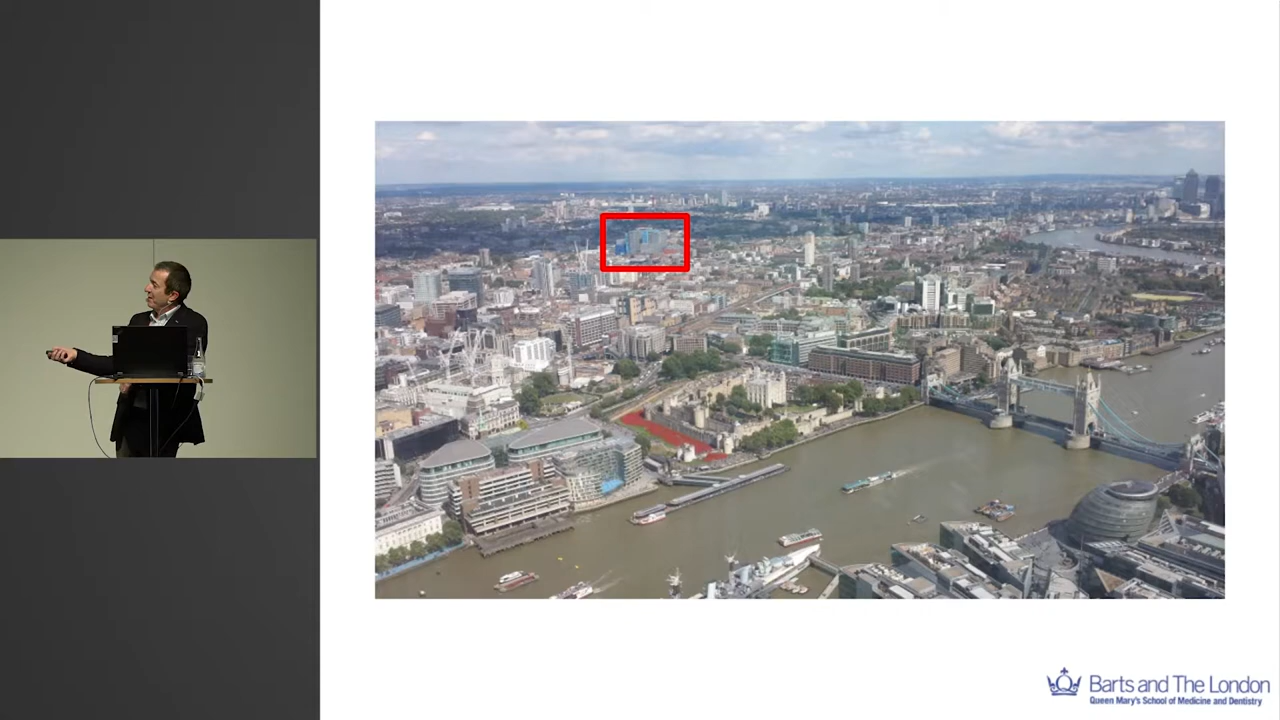 Barts and The London
Queen Mary's School of Medicine and Dentistry